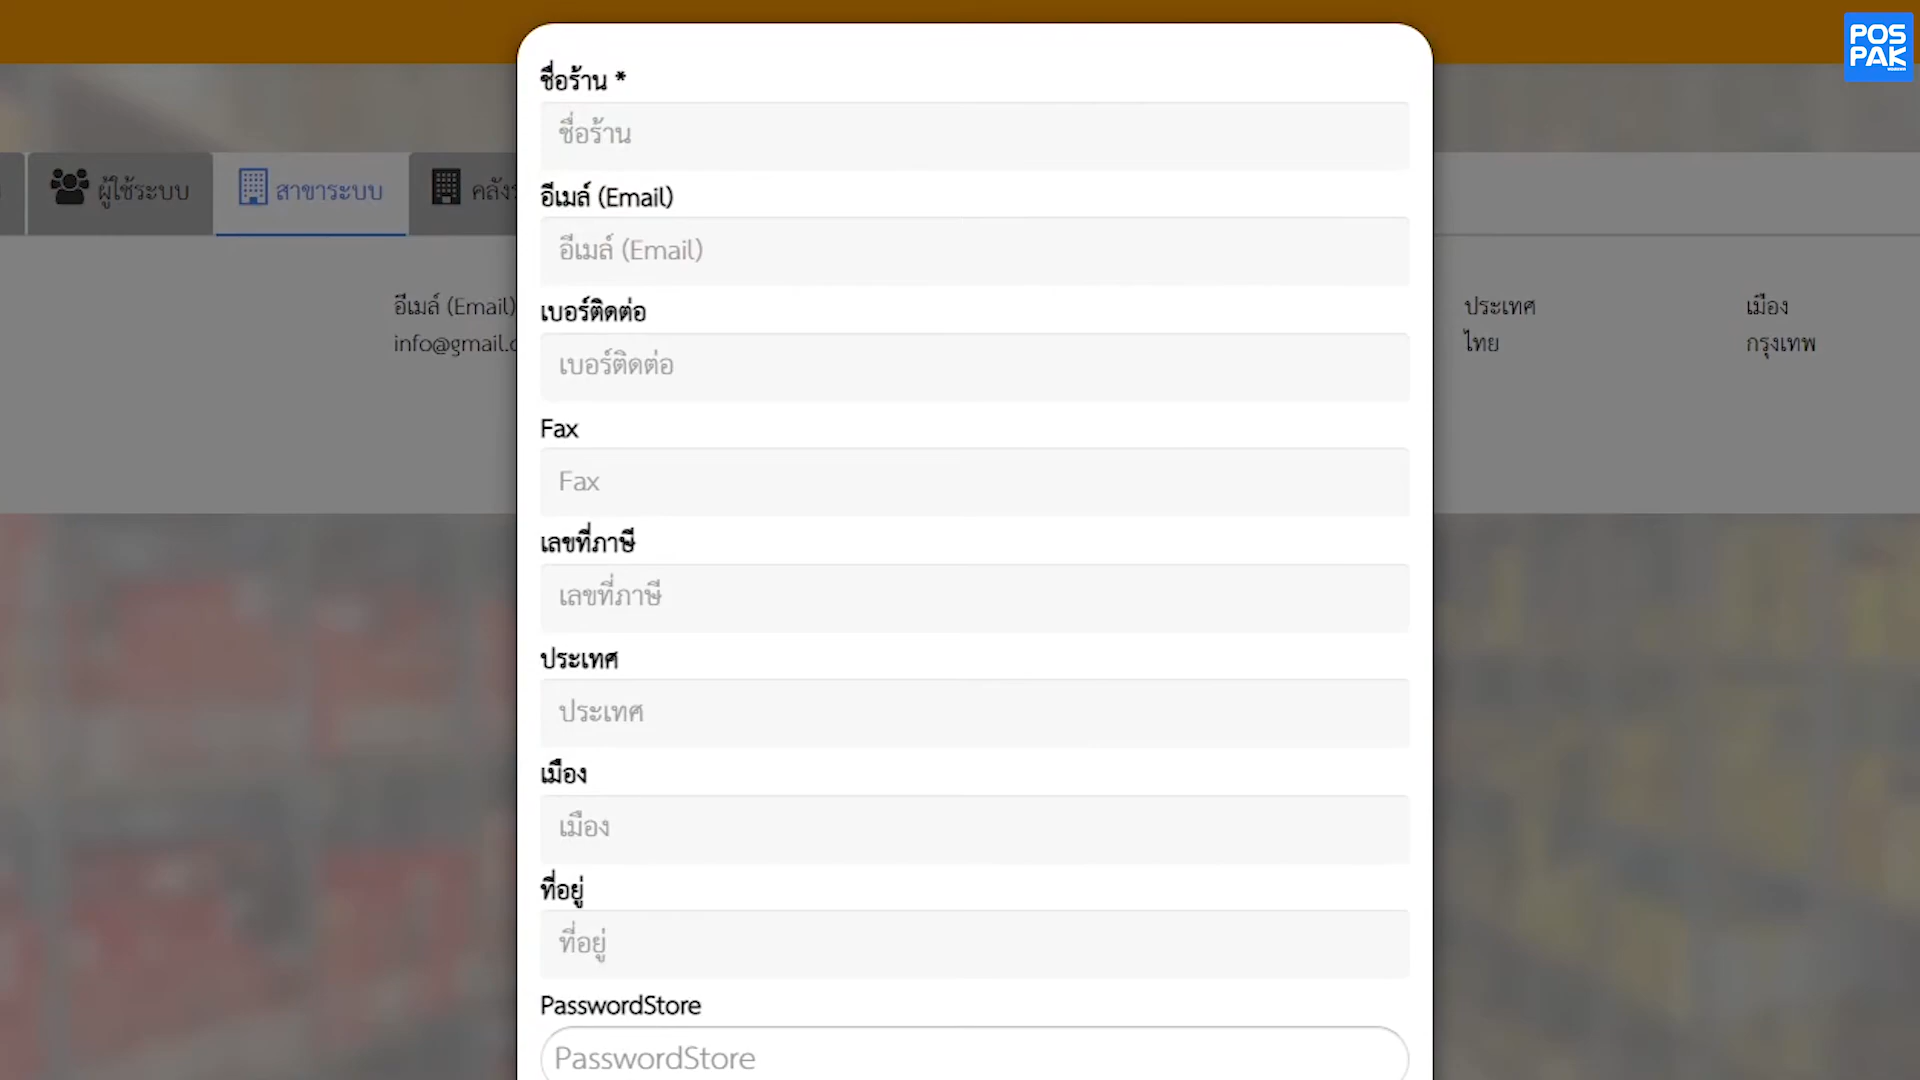 POS
PAK
ชื่อร้าน *
ชื่อร้าน
อีเมล์ (Email)
อีเมล์ (Email)
เบอร์ติดต่อ
เบอร์ติดต่อ
Fax
Fax
เลขที่ภาษี
เลขที่ภาษี
ประเทศ
ประเทศ
เมือง
เมือง
ที่อยู่
ที่อยู่
PasswordStore
PasswordStore
ผู้ใช้ระบบ
สาขาระบบ
อีเมล์ (Email)
ประเทศ
เมือง
info@gmail.c
ไทย
กรุงเทพ